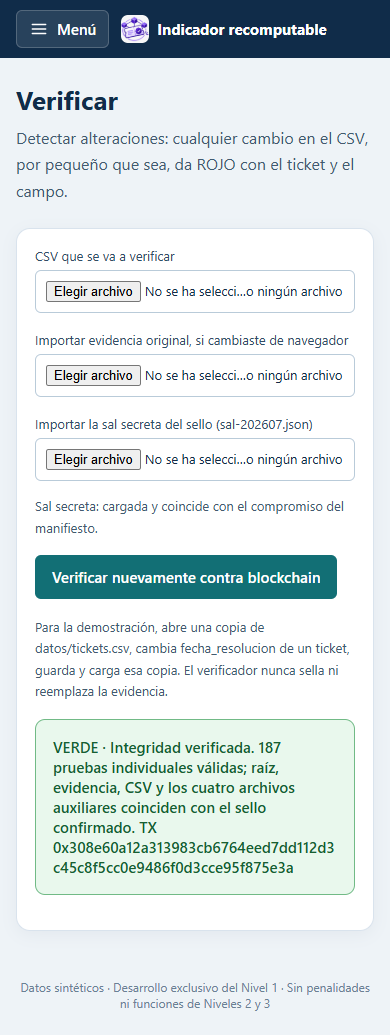 Menú
Indicador recomputable
Verificar
Detectar alteraciones: cualquier cambio en el CSV,
por pequeño que sea, da ROJO con el ticket y el
campo.
CSV que se va a verificar
Elegir archivo No se ha selecci...o ningún archivo
Importar evidencia original, si cambiaste de navegador
Elegir archivo No se ha selecci...o ningún archivo
Importar la sal secreta del sello (sal-202607.json)
Elegir archivo No se ha selecci...o ningún archivo
Sal secreta: cargada y coincide con el compromiso del
manifiesto.
Verificar nuevamente contra blockchain
Para la demostración, abre una copia de
datos/tickets.csv, cambia fecha_resolucion de un ticket,
guarda y carga esa copia. El verificador nunca sella ni
reemplaza la evidencia.
VERDE · Integridad verificada. 187
pruebas individuales válidas; raíz,
evidencia, CSV y los cuatro archivos
auxiliares coinciden con el sello
confirmado. TX
0x308e60a12a313983cb6764eed7dd112d3
c45c8f5cc0e9486f0d3cce95f875e3a
Datos sintéticos · Desarrollo exclusivo del Nivel 1 · Sin penalidades
ni funciones de Niveles 2 y 3